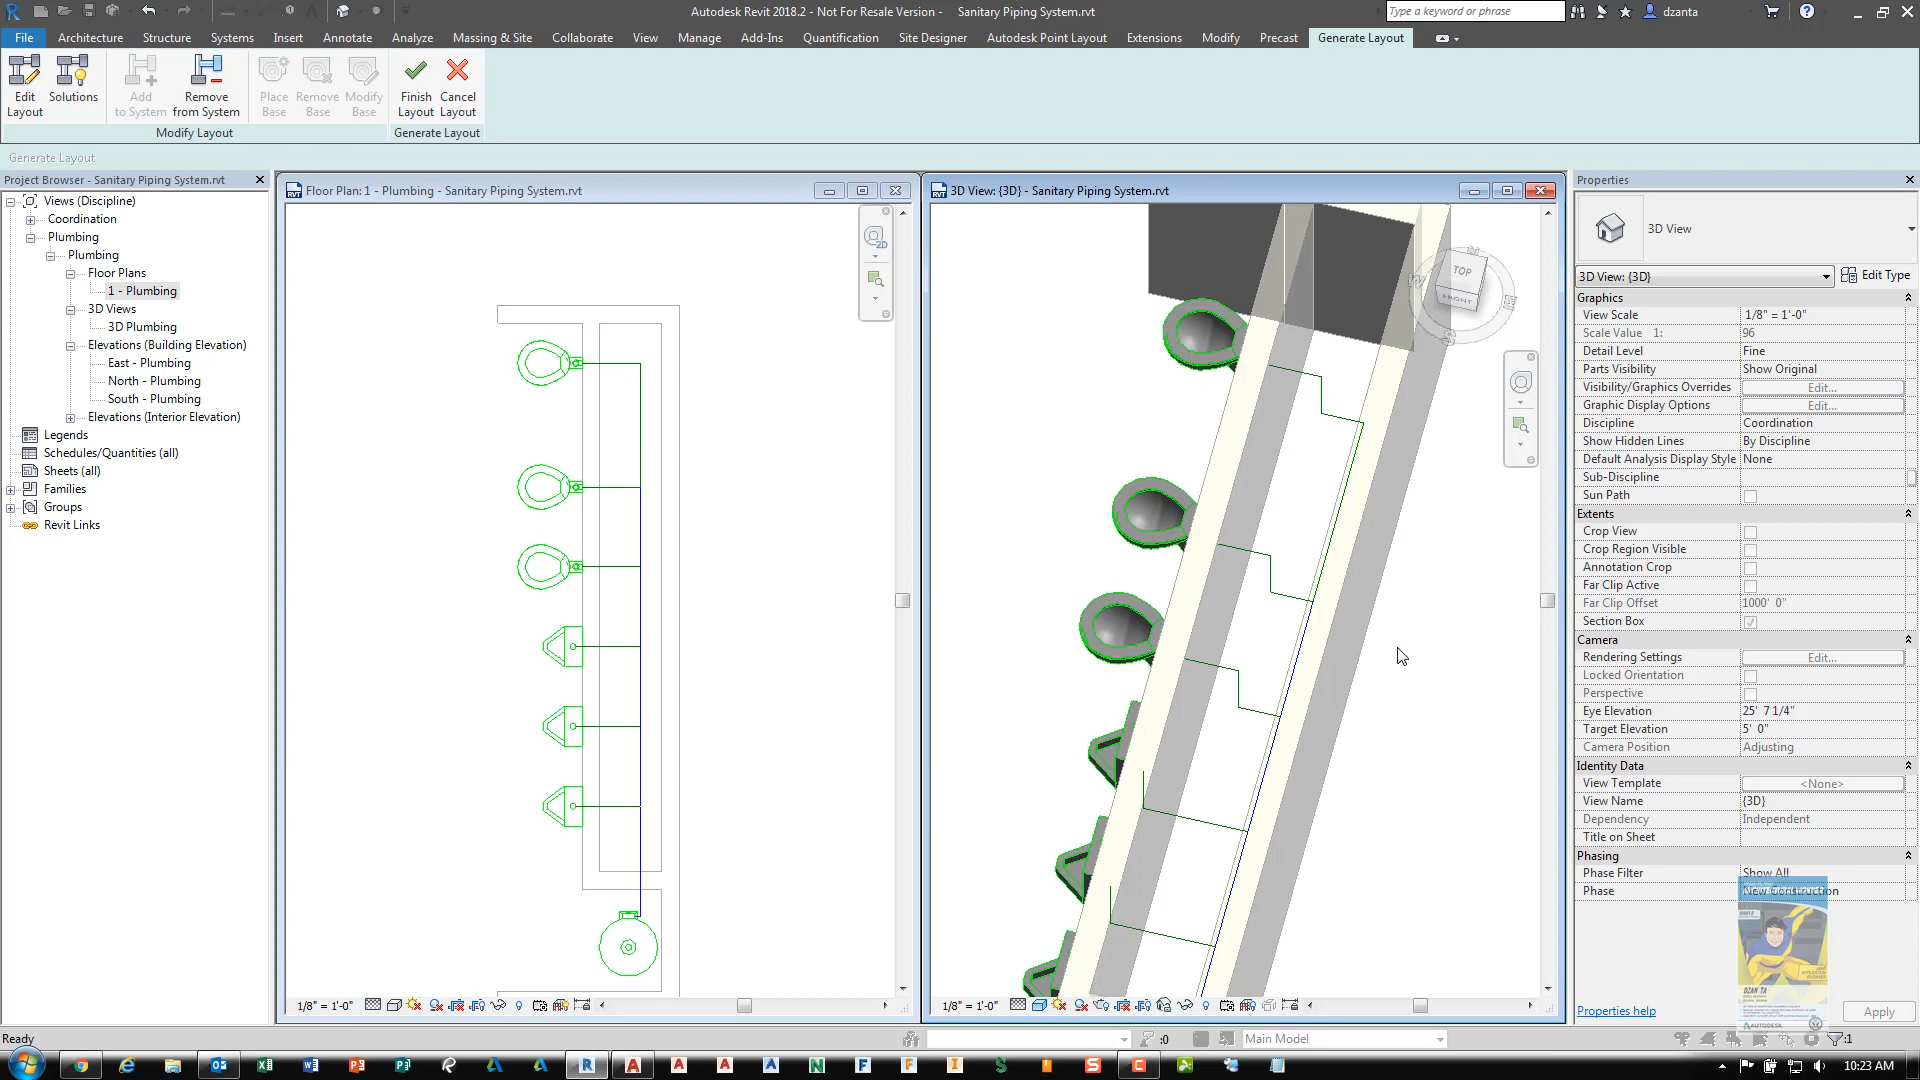 Autodesk Revit 2018.2 - Not For Resale Version - Sanitary Piping System.rvt
Type a keyword or phrase
dzanta
File Architecture Structure Systems Insert Annotate Analyze Massing & Site Collaborate View Manage Add-Ins Quantification Site Designer Autodesk Point Layout Extensions Modify Precast Generate Layout
Edit Layout
Solutions
Add to System
Remove from System
Place Base
Remove Base
Modify Base
Finish Layout
Cancel Layout
Modify Layout
Generate Layout
Generate Layout
Project Browser - Sanitary Piping System.rvt
Views (Discipline)
Coordination
Plumbing
Plumbing
Floor Plans
1 - Plumbing
3D Views
3D Plumbing
Elevations (Building Elevation)
East - Plumbing
North - Plumbing
South - Plumbing
Elevations (Interior Elevation)
Legends
Schedules/Quantities (all)
Sheets (all)
Families
Groups
Revit Links
Floor Plan: 1 - Plumbing - Sanitary Piping System.rvt
2D
1/8" = 1'-0"
3D View: {3D} - Sanitary Piping System.rvt
TOP
FRONT
N
W
E
S
1/8" = 1'-0"
Properties
3D View
3D View: {3D}
Edit Type
Graphics
View Scale 1/8" = 1'-0"
Scale Value 1: 96
Detail Level Fine
Parts Visibility Show Original
Visibility/Graphics Overrides Edit...
Graphic Display Options Edit...
Discipline Coordination
Show Hidden Lines By Discipline
Default Analysis Display Style None
Sub-Discipline
Sun Path
Extents
Crop View
Crop Region Visible
Annotation Crop
Far Clip Active
Far Clip Offset 1000' 0"
Section Box
Camera
Rendering Settings Edit...
Locked Orientation
Perspective
Eye Elevation 25' 7 1/4"
Target Elevation 5' 0"
Camera Position Adjusting
Identity Data
View Template <None>
View Name {3D}
Dependency Independent
Title on Sheet
Phasing
Phase Filter Show All
Phase New Construction
DZAN TA
AUTODESK
Properties help
Apply
Ready
:0
Main Model
:1
10:23 AM